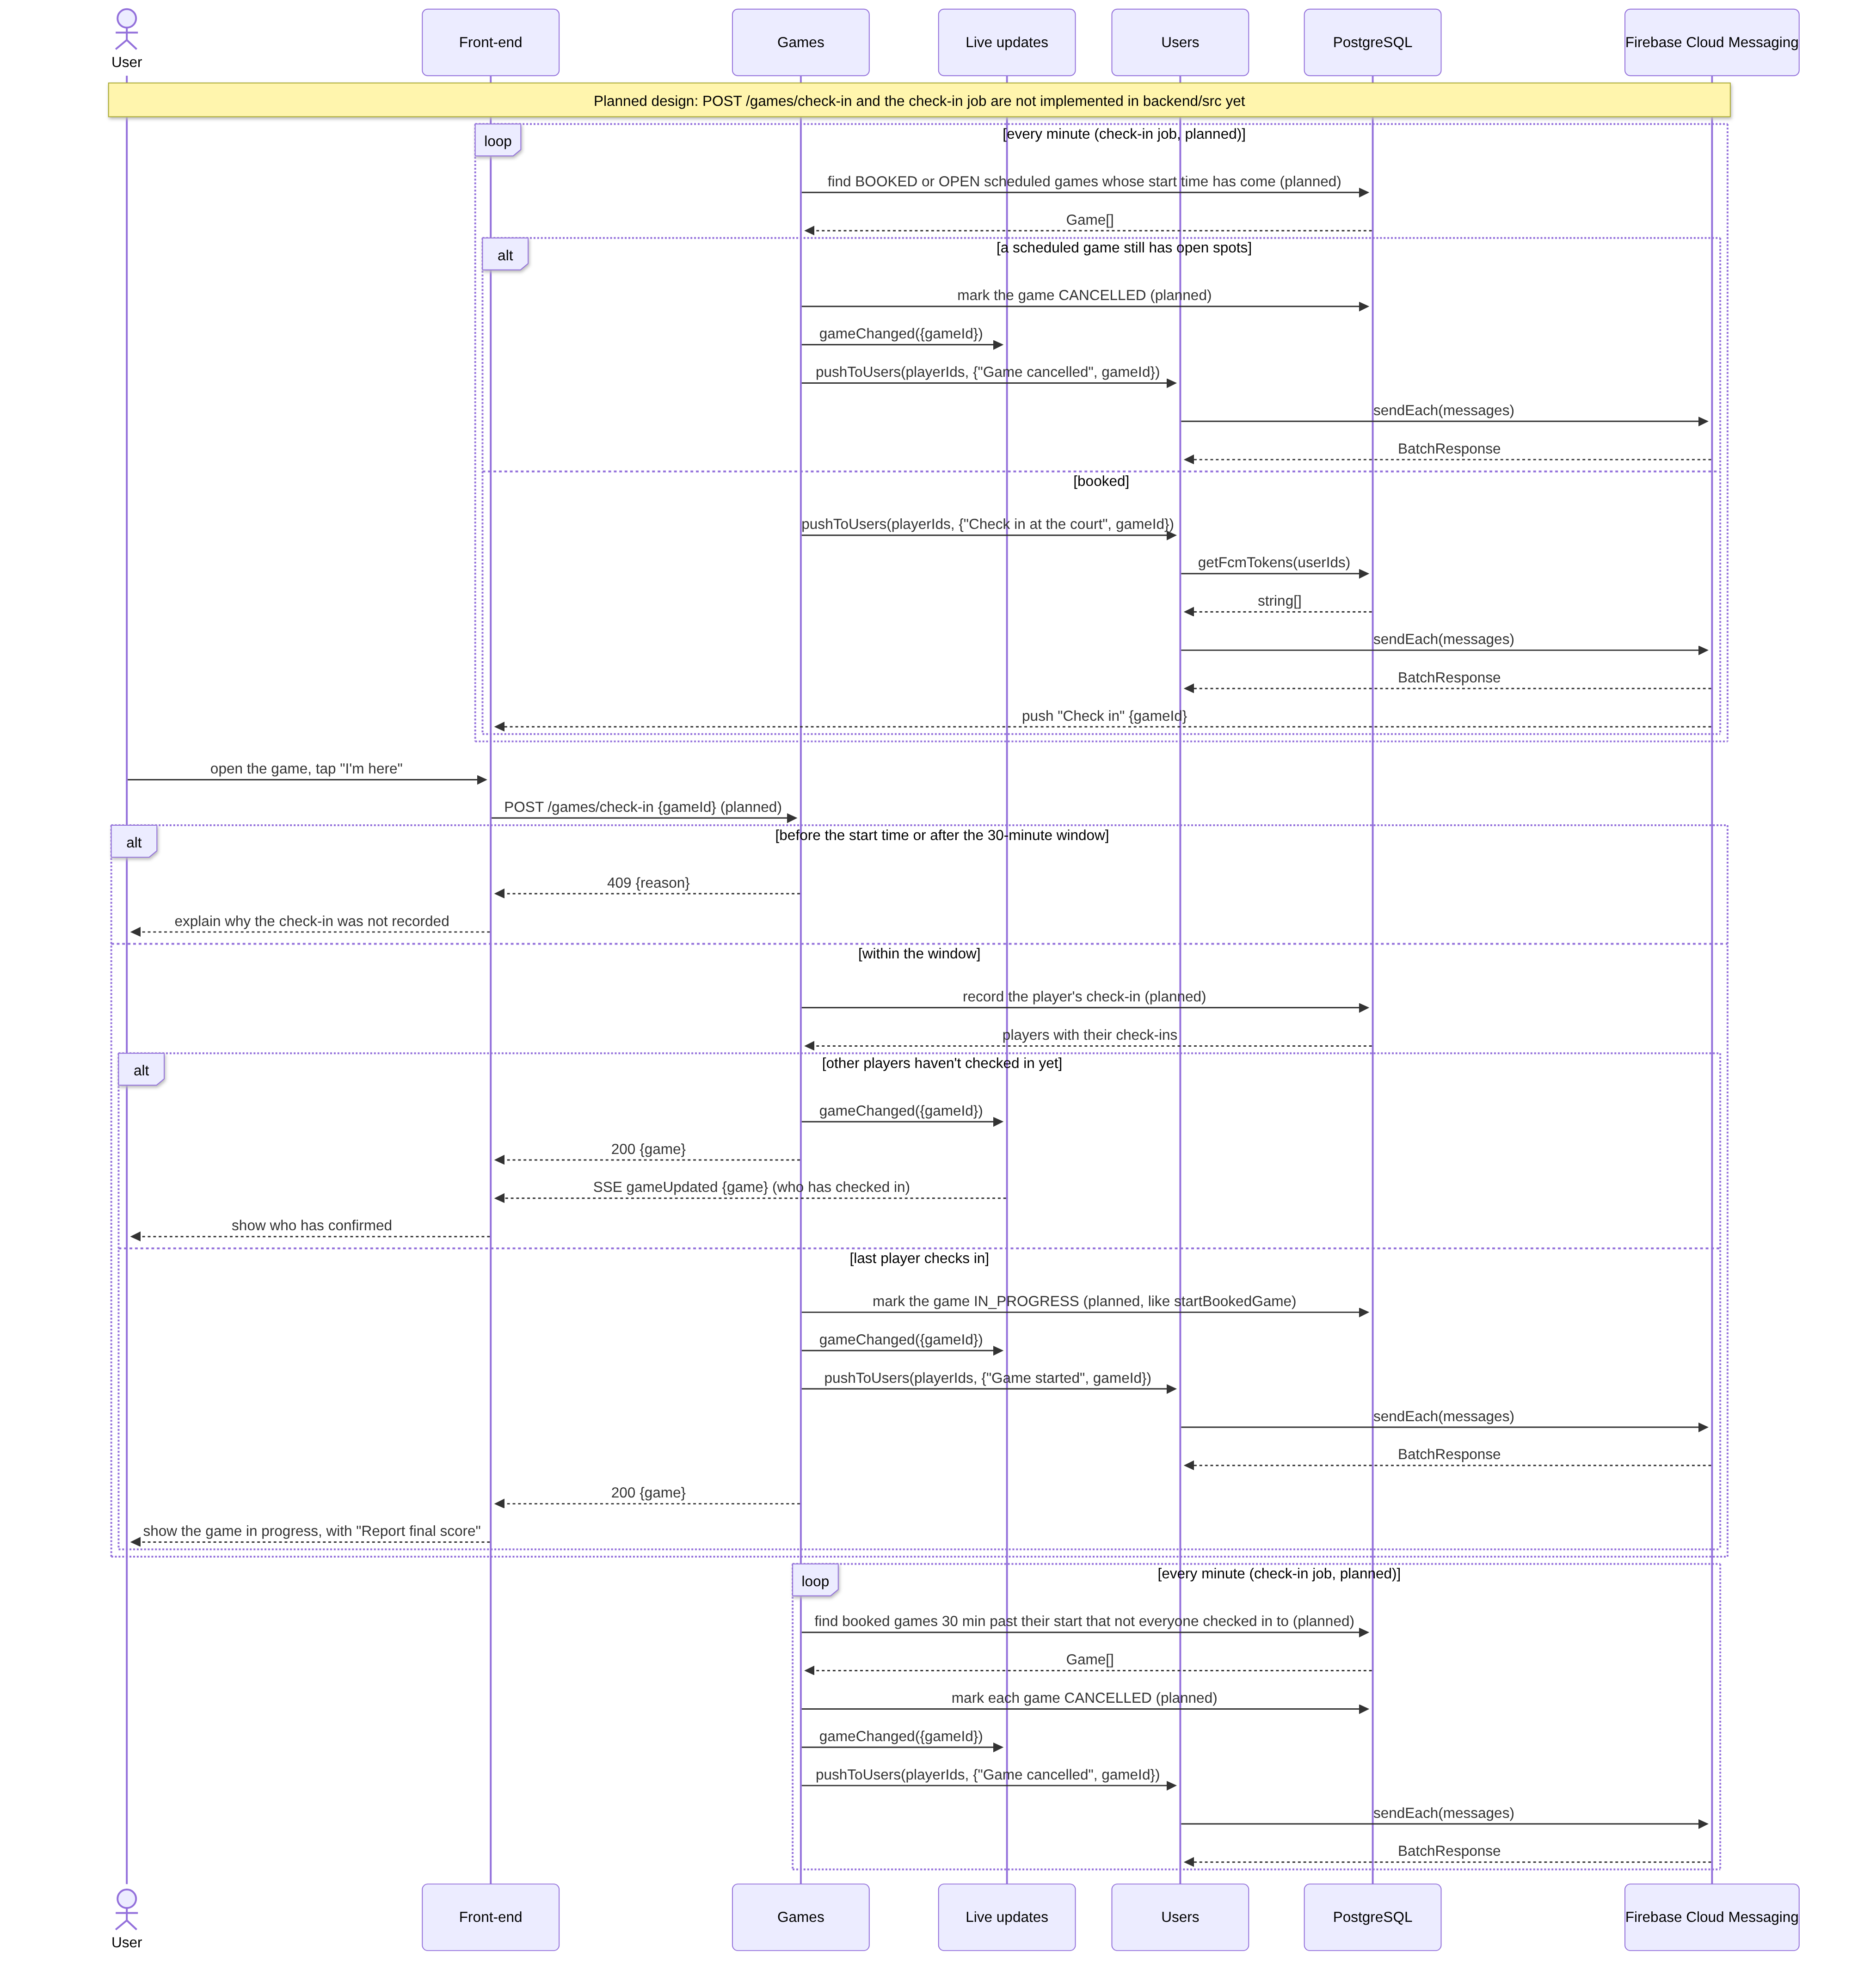 User
Front-end
Games
Live updates
Users
PostgreSQL
Firebase Cloud Messaging
Planned design: POST /games/check-in and the check-in job are not implemented in backend/src yet
loop
[every minute (check-in job, planned)]
find BOOKED or OPEN scheduled games whose start time has come (planned)
Game[]
alt
[a scheduled game still has open spots]
mark the game CANCELLED (planned)
gameChanged({gameId})
pushToUsers(playerIds, {"Game cancelled", gameId})
sendEach(messages)
BatchResponse
[booked]
pushToUsers(playerIds, {"Check in at the court", gameId})
getFcmTokens(userIds)
string[]
sendEach(messages)
BatchResponse
push "Check in" {gameId}
open the game, tap "I'm here"
POST /games/check-in {gameId} (planned)
alt
[before the start time or after the 30-minute window]
409 {reason}
explain why the check-in was not recorded
[within the window]
record the player's check-in (planned)
players with their check-ins
alt
[other players haven't checked in yet]
gameChanged({gameId})
200 {game}
SSE gameUpdated {game} (who has checked in)
show who has confirmed
[last player checks in]
mark the game IN_PROGRESS (planned, like startBookedGame)
gameChanged({gameId})
pushToUsers(playerIds, {"Game started", gameId})
sendEach(messages)
BatchResponse
200 {game}
show the game in progress, with "Report final score"
loop
[every minute (check-in job, planned)]
find booked games 30 min past their start that not everyone checked in to (planned)
Game[]
mark each game CANCELLED (planned)
gameChanged({gameId})
pushToUsers(playerIds, {"Game cancelled", gameId})
sendEach(messages)
BatchResponse
User
Front-end
Games
Live updates
Users
PostgreSQL
Firebase Cloud Messaging